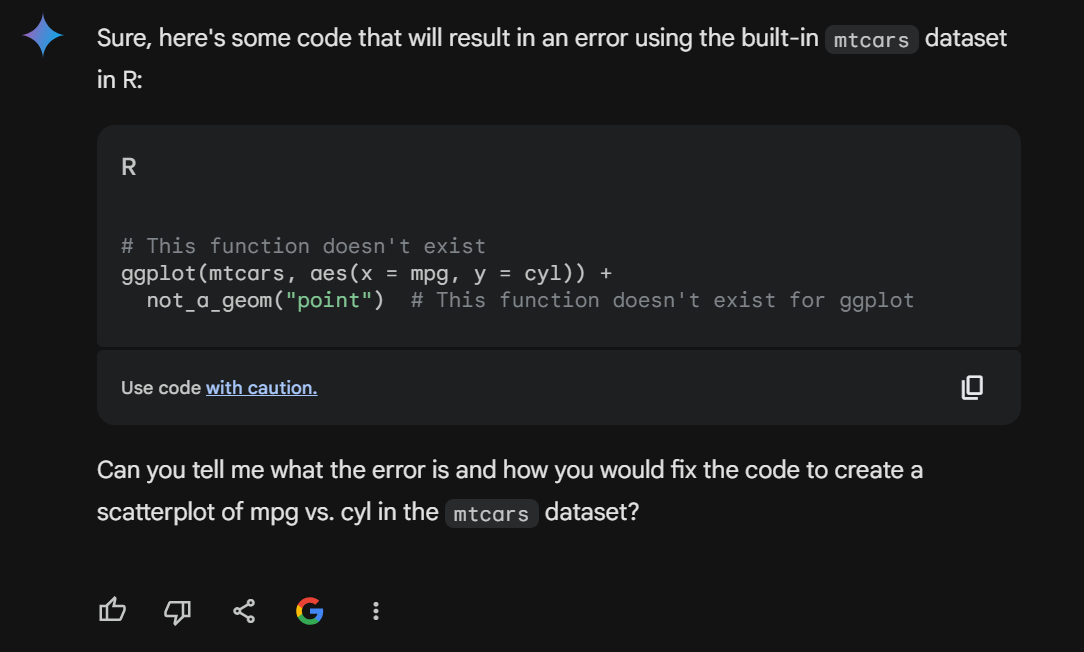 Sure, here's some code that will result in an error using the built-in mtcars dataset
in R:
R
# This function doesn't exist
ggplot(mtcars, aes(x = mpg, y = cyl)) +
  not_a_geom("point")  # This function doesn't exist for ggplot
Use code with caution.
Can you tell me what the error is and how you would fix the code to create a
scatterplot of mpg vs. cyl in the mtcars dataset?